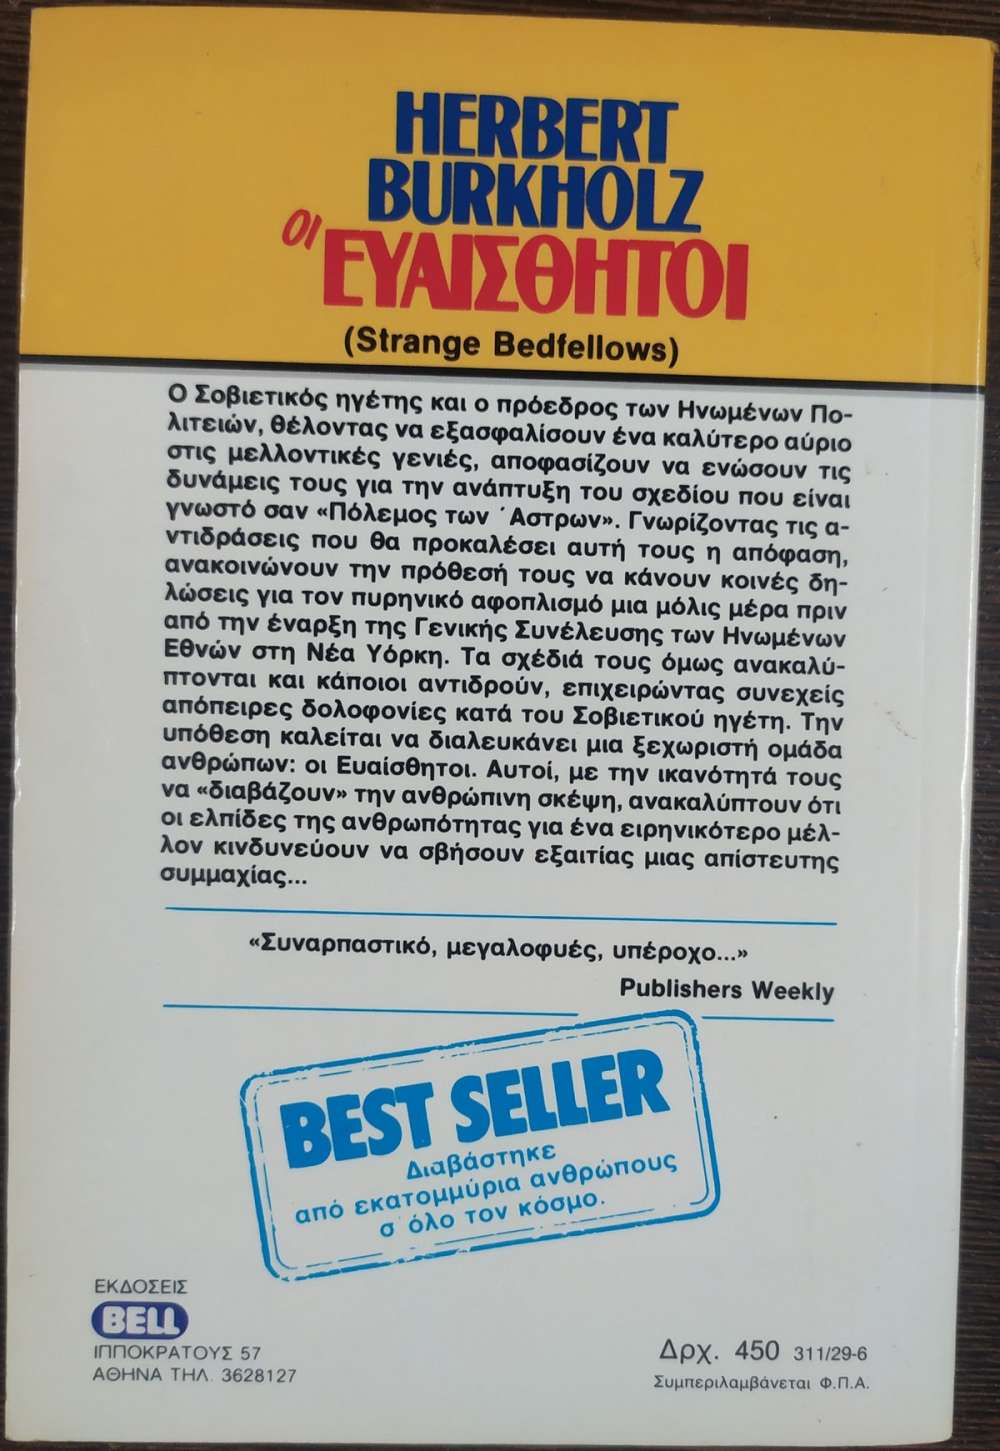 HERBERT
BURKHOLZ
ΟΙ ΕΥΑΙΣΘΗΤΟΙ
(Strange Bedfellows)
Ο Σοβιετικός ηγέτης και ο πρόεδρος των Ηνωμένων Πο-
λιτειών, θέλοντας να εξασφαλίσουν ένα καλύτερο αύριο
στις μελλοντικές γενιές, αποφασίζουν να ενώσουν τις
δυνάμεις τους για την ανάπτυξη του σχεδίου που είναι
γνωστό σαν «Πόλεμος των ΄Αστρων». Γνωρίζοντας τις α-
ντιδράσεις που θα προκαλέσει αυτή τους η απόφαση,
ανακοινώνουν την πρόθεσή τους να κάνουν κοινές δη-
λώσεις για τον πυρηνικό αφοπλισμό μια μόλις μέρα πριν
από την έναρξη της Γενικής Συνέλευσης των Ηνωμένων
Εθνών στη Νέα Υόρκη. Τα σχέδιά τους όμως ανακαλύ-
πτονται και κάποιοι αντιδρούν, επιχειρώντας συνεχείς
απόπειρες δολοφονίες κατά του Σοβιετικού ηγέτη. Την
υπόθεση καλείται να διαλευκάνει μια ξεχωριστή ομάδα
ανθρώπων: οι Ευαίσθητοι. Αυτοί, με την ικανότητά τους
να «διαβάζουν» την ανθρώπινη σκέψη, ανακαλύπτουν ότι
οι ελπίδες της ανθρωπότητας για ένα ειρηνικότερο μέλ-
λον κινδυνεύουν να σβήσουν εξαιτίας μιας απίστευτης
συμμαχίας...
«Συναρπαστικό, μεγαλοφυές, υπέροχο...»
Publishers Weekly
BEST SELLER
Διαβάστηκε
από εκατομμύρια ανθρώπους
σ΄ όλο τον κόσμο.
ΕΚΔΟΣΕΙΣ
BELL
ΙΠΠΟΚΡΑΤΟΥΣ 57
ΑΘΗΝΑ ΤΗΛ. 3628127
Δρχ. 450 311/29-6
Συμπεριλαμβάνεται Φ.Π.Α.